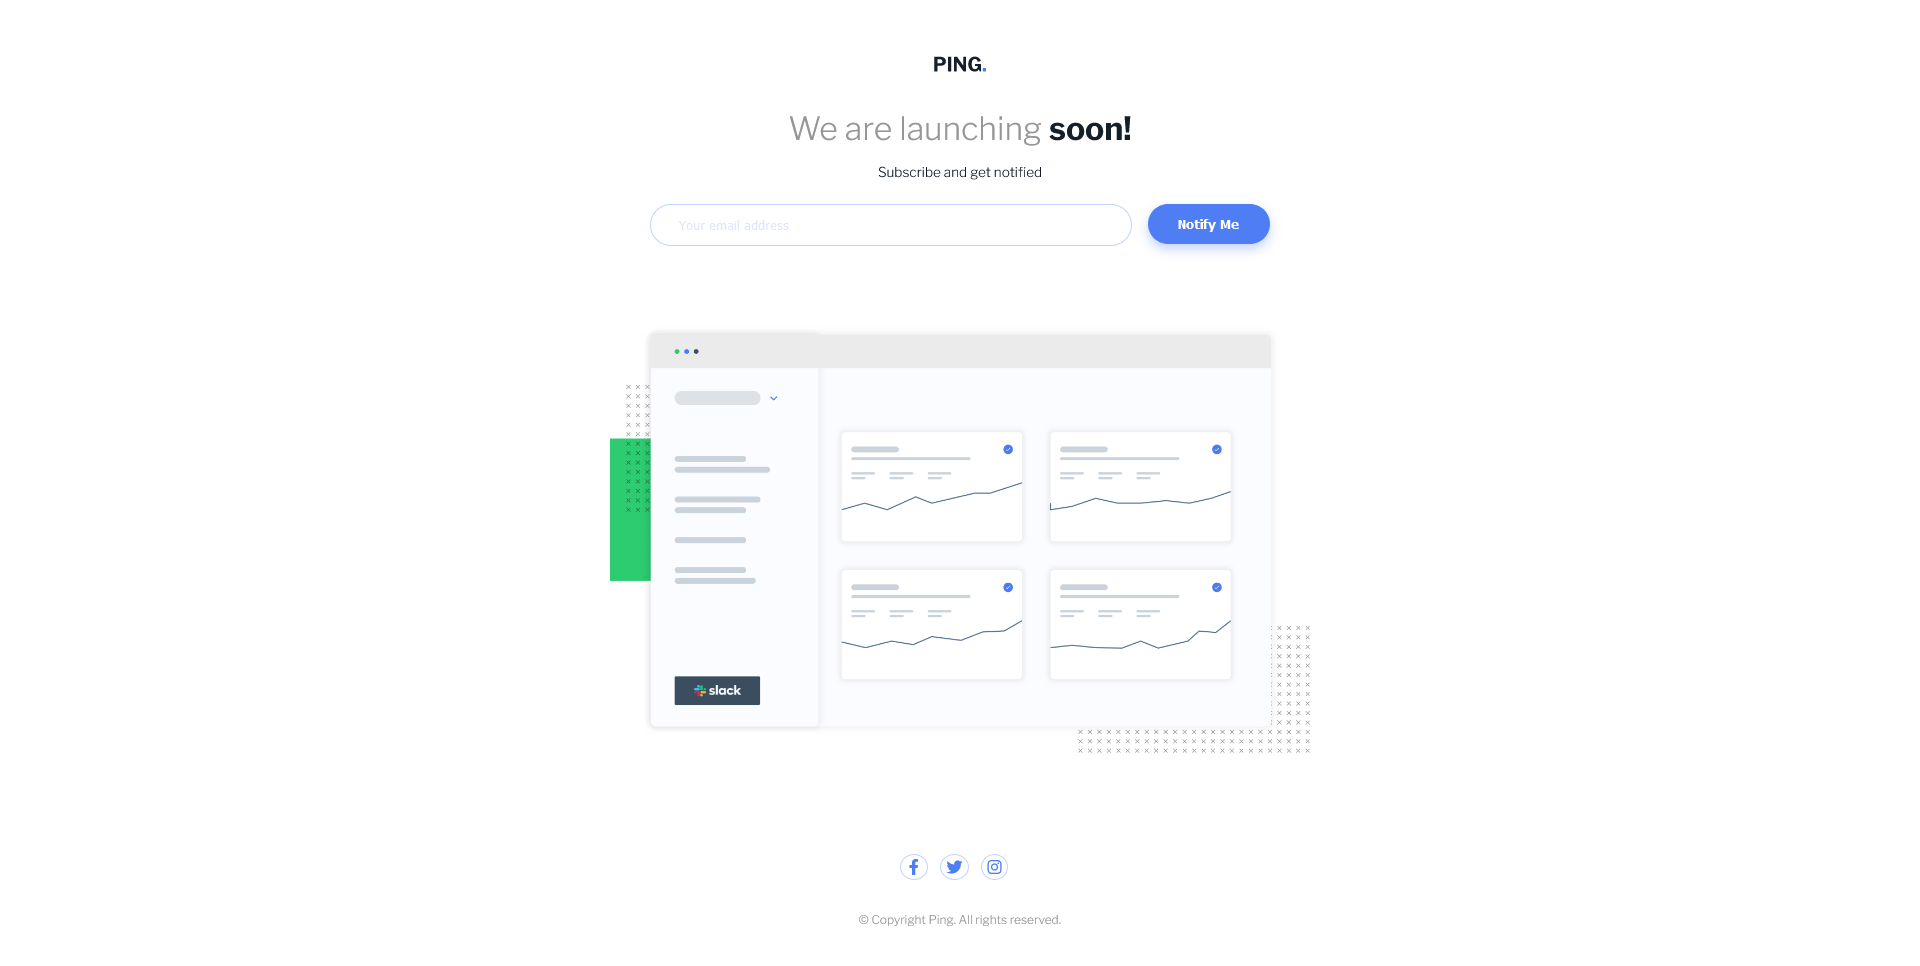 PING.
We are launching soon!
Subscribe and get notified
Your email address
Notify Me
slack
© Copyright Ping. All rights reserved.